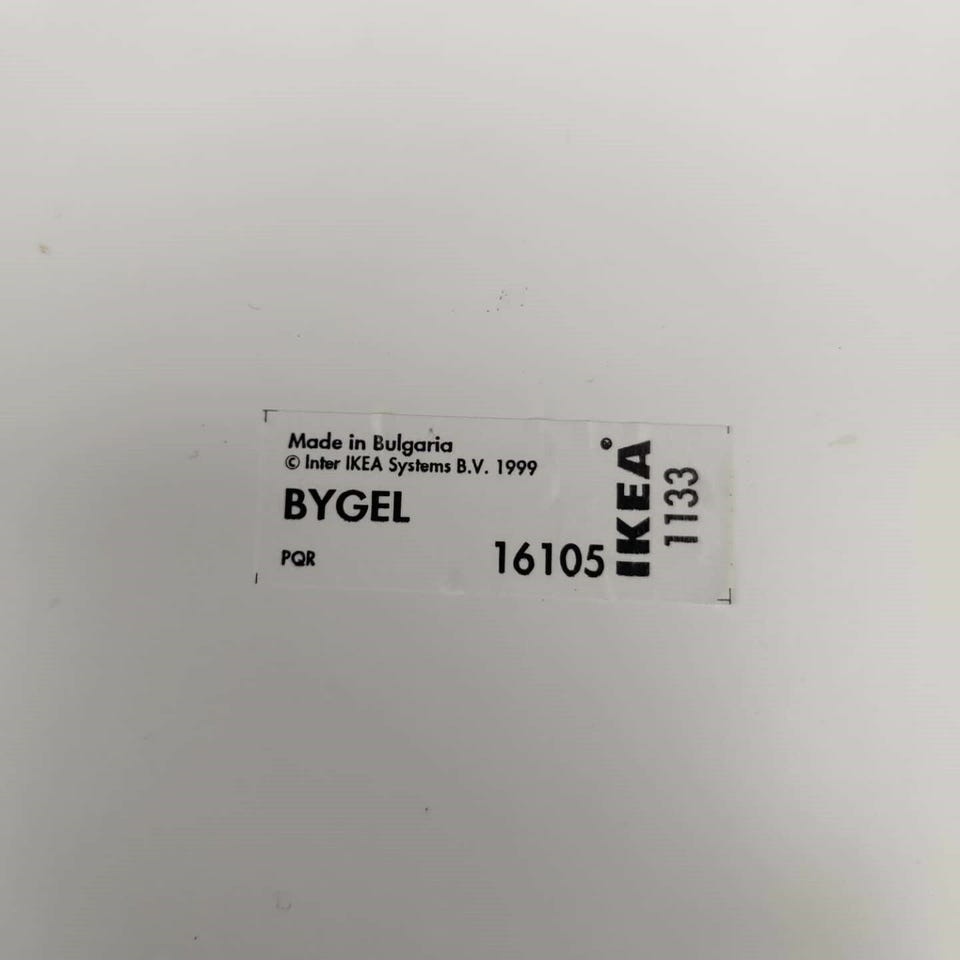 Made in Bulgaria
© Inter IKEA Systems B.V. 1999
BYGEL
PQR
16105
IKEA®
1133